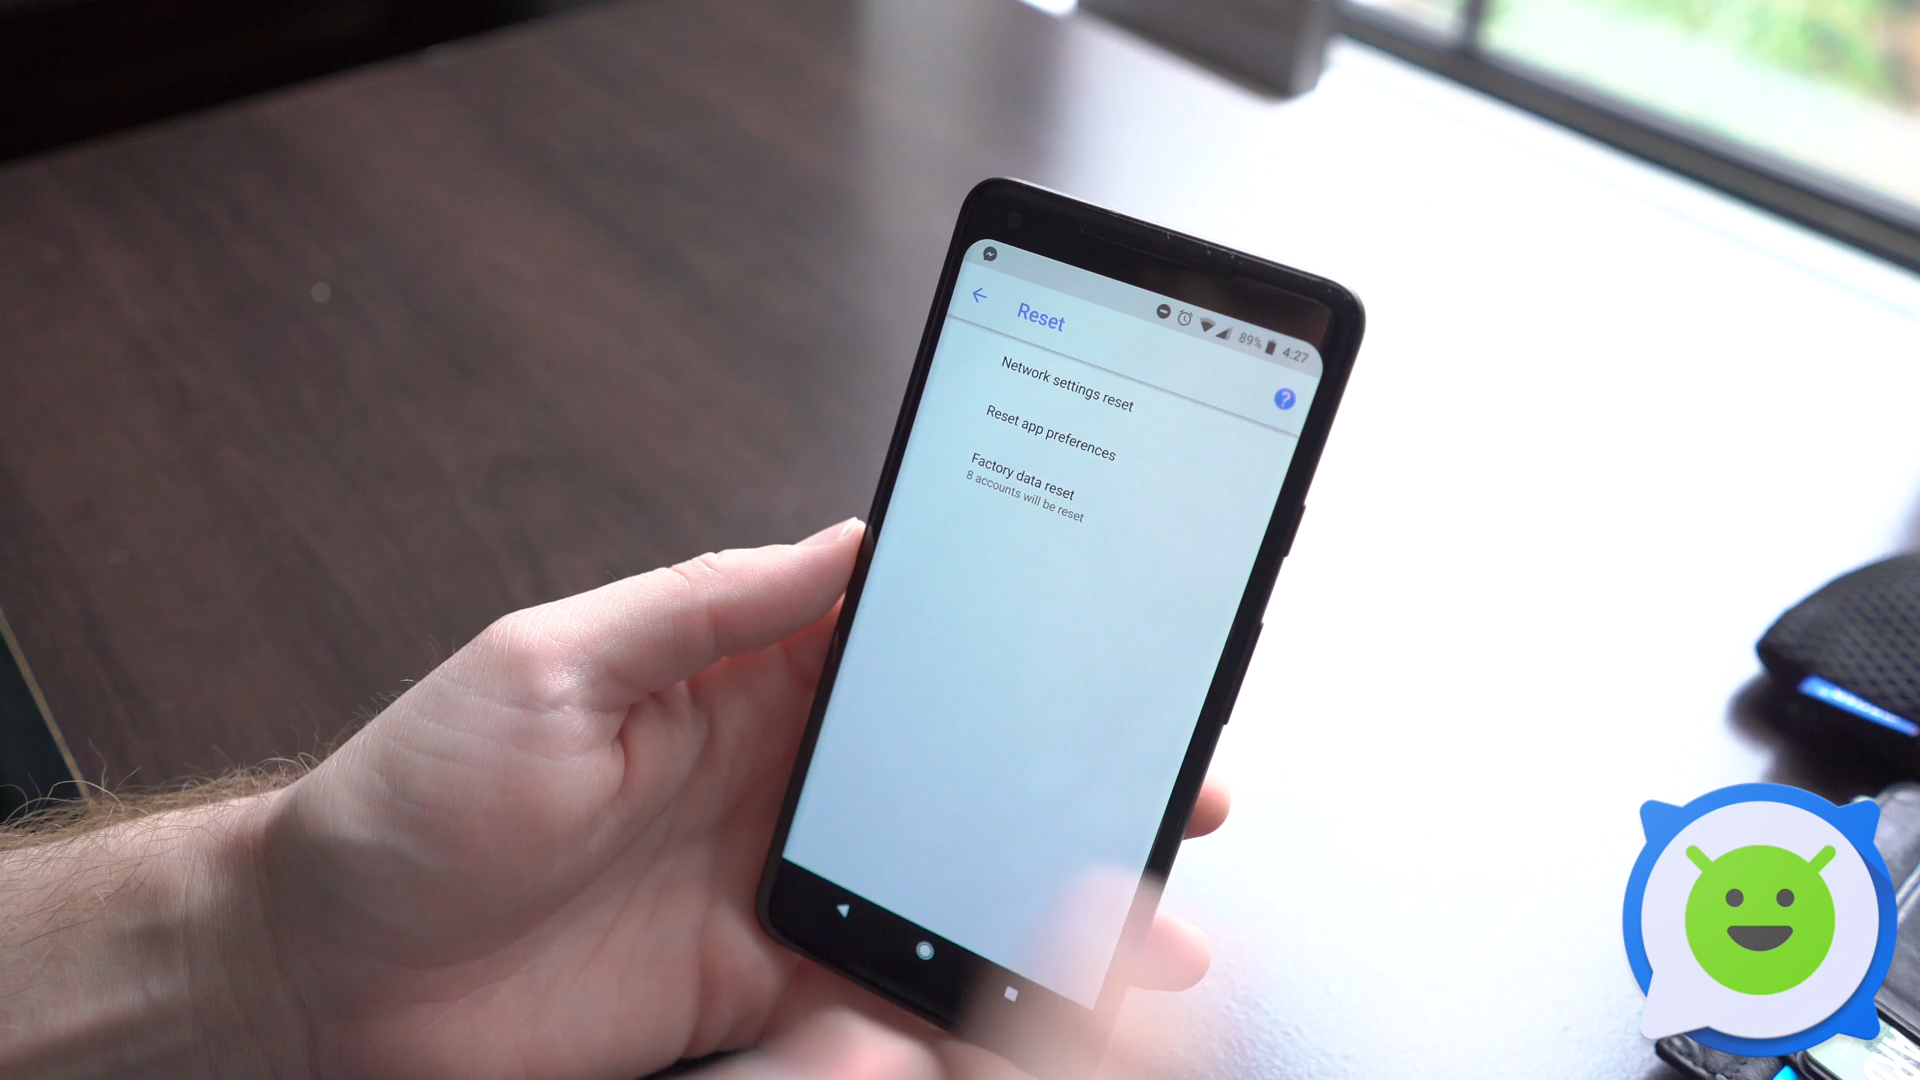 89% 4:27
Reset
?
Network settings reset
Reset app preferences
Factory data reset
8 accounts will be reset